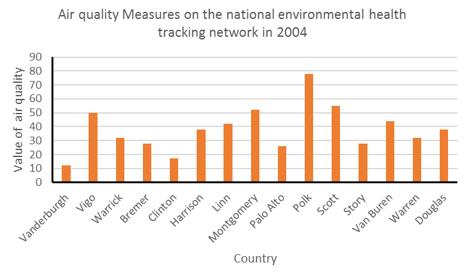 Air quality Measures on the national environmental health
tracking network in 2004
Value of air quality
90
80
70
60
50
40
30
20
10
0
Vanderburgh
Vigo
Warrick
Bremer
Clinton
Harrison
Linn
Montgomery
Palo Alto
Polk
Scott
Story
Van Buren
Warren
Douglas
Country